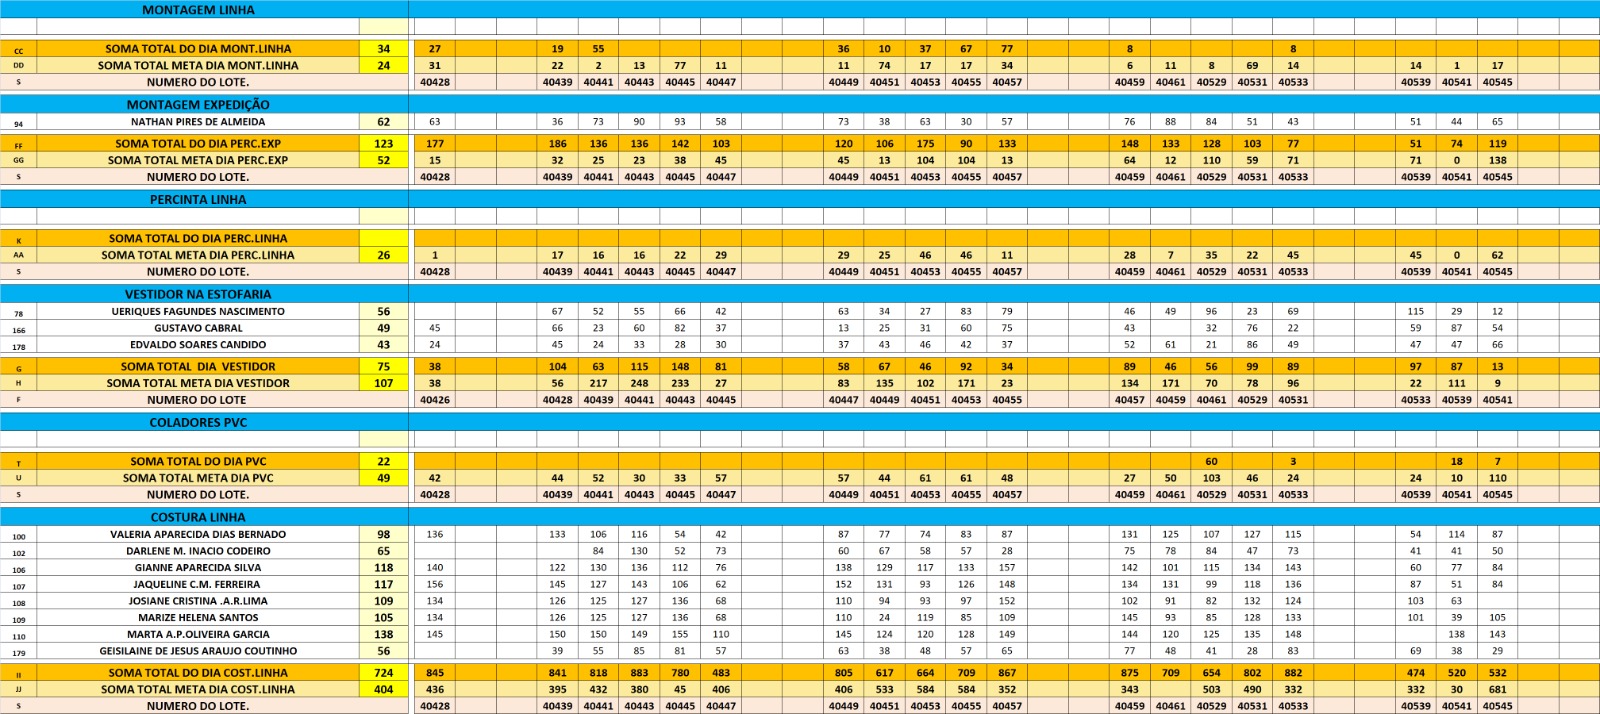 MONTAGEM LINHA
CC SOMA TOTAL DO DIA MONT.LINHA 34 27 19 55 36 10 37 67 77 8 8
DD SOMA TOTAL META DIA MONT.LINHA 24 31 22 2 13 77 11 11 74 17 17 34 6 11 8 69 14 14 1 17
S NUMERO DO LOTE. 40428 40439 40441 40443 40445 40447 40449 40451 40453 40455 40457 40459 40461 40529 40531 40533 40539 40541 40545
MONTAGEM EXPEDIÇÃO
94 NATHAN PIRES DE ALMEIDA 62 63 36 73 90 93 58 73 38 63 30 57 76 88 84 51 43 51 44 65
FF SOMA TOTAL DO DIA PERC.EXP 123 177 186 136 136 142 103 120 106 175 90 133 148 133 128 103 77 51 74 119
GG SOMA TOTAL META DIA PERC.EXP 52 15 32 25 23 38 45 45 13 104 104 13 64 12 110 59 71 71 0 138
S NUMERO DO LOTE. 40428 40439 40441 40443 40445 40447 40449 40451 40453 40455 40457 40459 40461 40529 40531 40533 40539 40541 40545
PERCINTA LINHA
K SOMA TOTAL DO DIA PERC.LINHA
AA SOMA TOTAL META DIA PERC.LINHA 26 1 17 16 16 22 29 29 25 46 46 11 28 7 35 22 45 45 0 62
S NUMERO DO LOTE. 40428 40439 40441 40443 40445 40447 40449 40451 40453 40455 40457 40459 40461 40529 40531 40533 40539 40541 40545
VESTIDOR NA ESTOFARIA
78 UERIQUES FAGUNDES NASCIMENTO 56 67 52 55 66 42 63 34 27 83 79 46 49 96 23 69 115 29 12
166 GUSTAVO CABRAL 49 45 66 23 60 82 37 13 25 31 60 75 43 32 76 22 59 87 54
178 EDVALDO SOARES CANDIDO 43 24 45 24 33 28 30 37 43 46 42 37 52 61 21 86 49 47 47 66
G SOMA TOTAL DIA VESTIDOR 75 38 104 63 115 148 81 58 67 46 92 34 89 46 56 99 89 97 87 13
H SOMA TOTAL META DIA VESTIDOR 107 38 56 217 248 233 27 83 135 102 171 23 134 171 70 78 96 22 111 9
F NUMERO DO LOTE 40426 40428 40439 40441 40443 40445 40447 40449 40451 40453 40455 40457 40459 40461 40529 40531 40533 40539 40541
COLADORES PVC
T SOMA TOTAL DO DIA PVC 22 60 3 18 7
U SOMA TOTAL META DIA PVC 49 42 44 52 30 33 57 57 44 61 61 48 27 50 103 46 24 24 10 110
S NUMERO DO LOTE. 40428 40439 40441 40443 40445 40447 40449 40451 40453 40455 40457 40459 40461 40529 40531 40533 40539 40541 40545
COSTURA LINHA
100 VALERIA APARECIDA DIAS BERNADO 98 136 133 106 116 54 42 87 77 74 83 87 131 125 107 127 115 54 114 87
102 DARLENE M. INACIO CODEIRO 65 84 130 52 73 60 67 58 57 28 75 78 84 47 73 41 41 50
106 GIANNE APARECIDA SILVA 118 140 122 130 136 112 76 138 129 117 133 157 142 101 115 134 143 60 77 84
107 JAQUELINE C.M. FERREIRA 117 156 145 127 143 106 62 152 131 93 126 148 134 131 99 118 136 87 51 84
108 JOSIANE CRISTINA .A.R.LIMA 109 134 126 125 127 136 68 110 94 93 97 152 102 91 82 132 124 103 63
109 MARIZE HELENA SANTOS 105 134 126 125 127 136 68 110 24 119 85 109 145 93 85 128 133 101 39 105
110 MARTA A.P.OLIVEIRA GARCIA 138 145 150 150 149 155 110 145 124 120 128 149 144 120 125 135 148 138 143
179 GEISILAINE DE JESUS ARAUJO COUTINHO 56 39 55 85 81 57 63 38 48 57 65 77 48 41 28 83 69 38 29
II SOMA TOTAL DO DIA COST.LINHA 724 845 841 818 883 780 483 805 617 664 709 867 875 709 654 802 882 474 520 532
JJ SOMA TOTAL META DIA COST.LINHA 404 436 395 432 380 45 406 406 533 584 584 352 343 503 490 332 332 30 681
S NUMERO DO LOTE. 40428 40439 40441 40443 40445 40447 40449 40451 40453 40455 40457 40459 40461 40529 40531 40533 40539 40541 40545